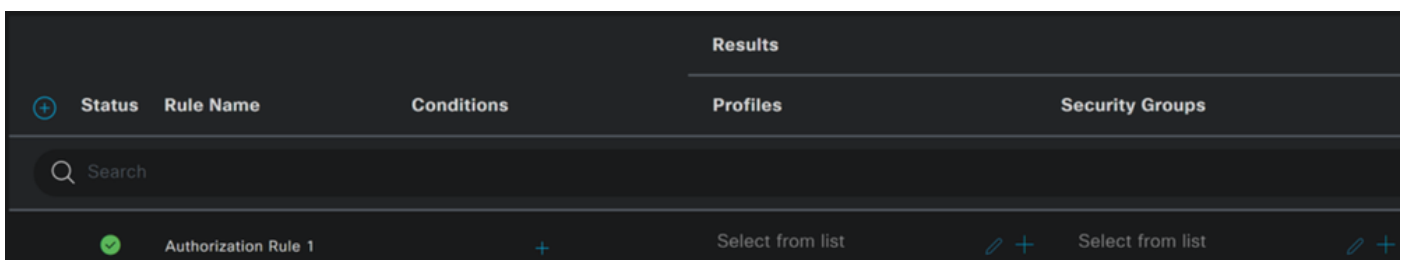 Results
Status Rule Name Conditions Profiles Security Groups
Search
Authorization Rule 1 Select from list Select from list